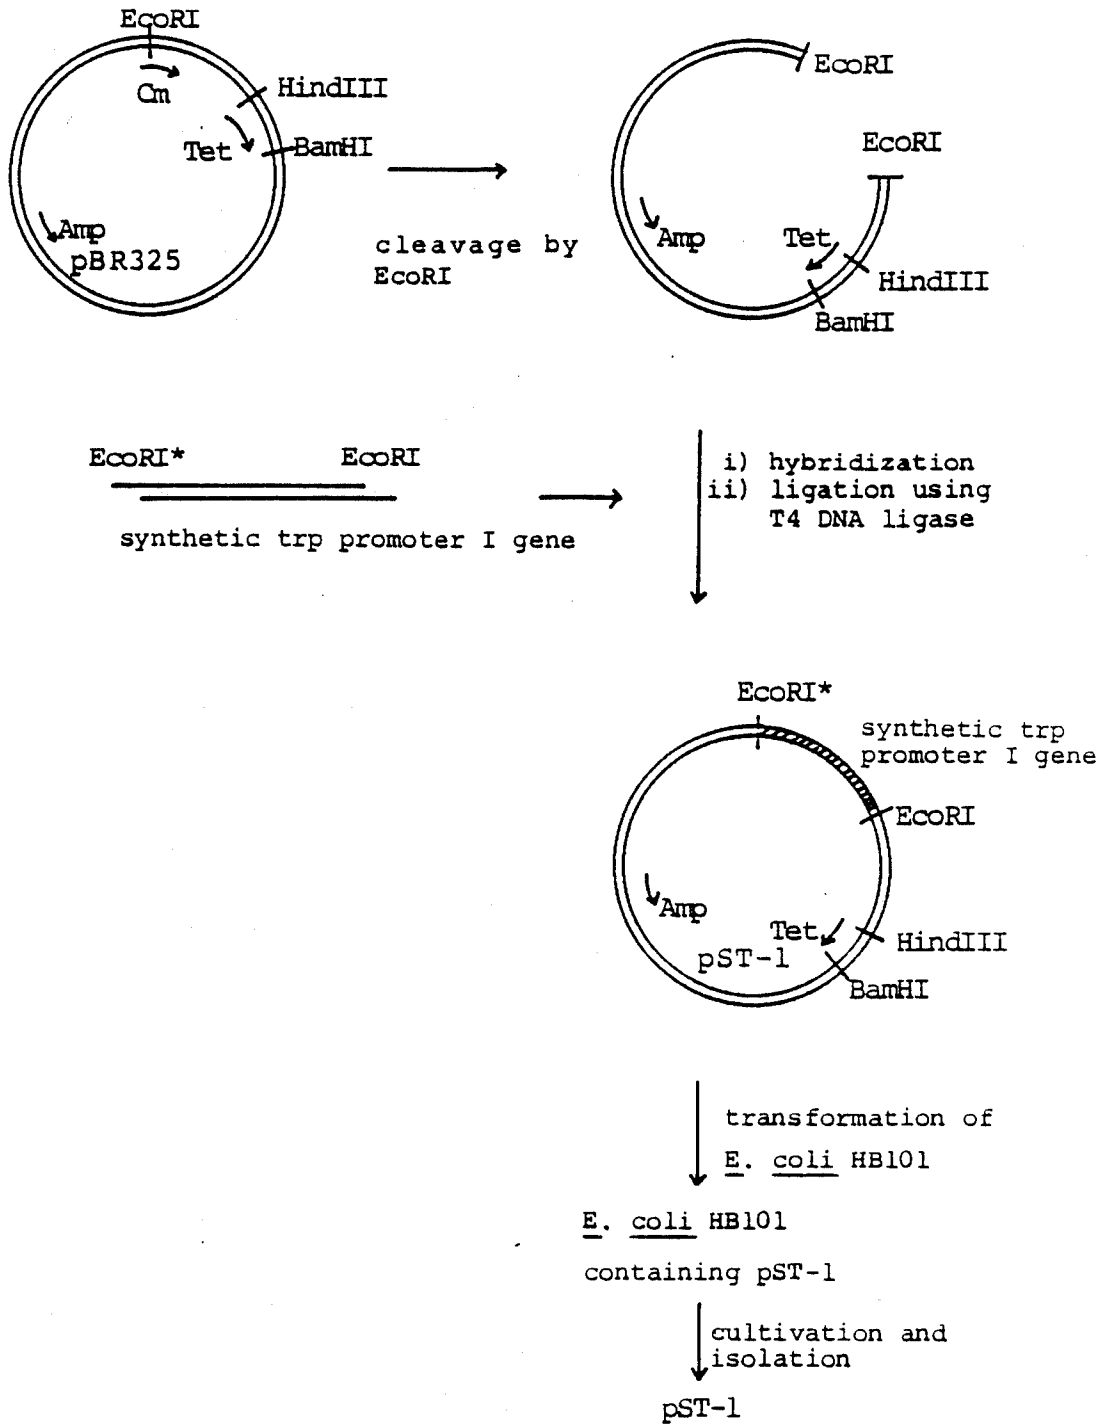 EcoRI
Cm
HindIII
Tet
BamHI
Amp
pBR325
cleavage by
EcoRI
EcoRI
EcoRI
Amp
Tet
HindIII
BamHI
EcoRI*
EcoRI
synthetic trp promoter I gene
i) hybridization
ii) ligation using
T4 DNA ligase
EcoRI*
synthetic trp
promoter I gene
EcoRI
Amp
Tet
HindIII
pST-1
BamHI
transformation of
E. coli HB101
E. coli HB101
containing pST-1
cultivation and
isolation
pST-1